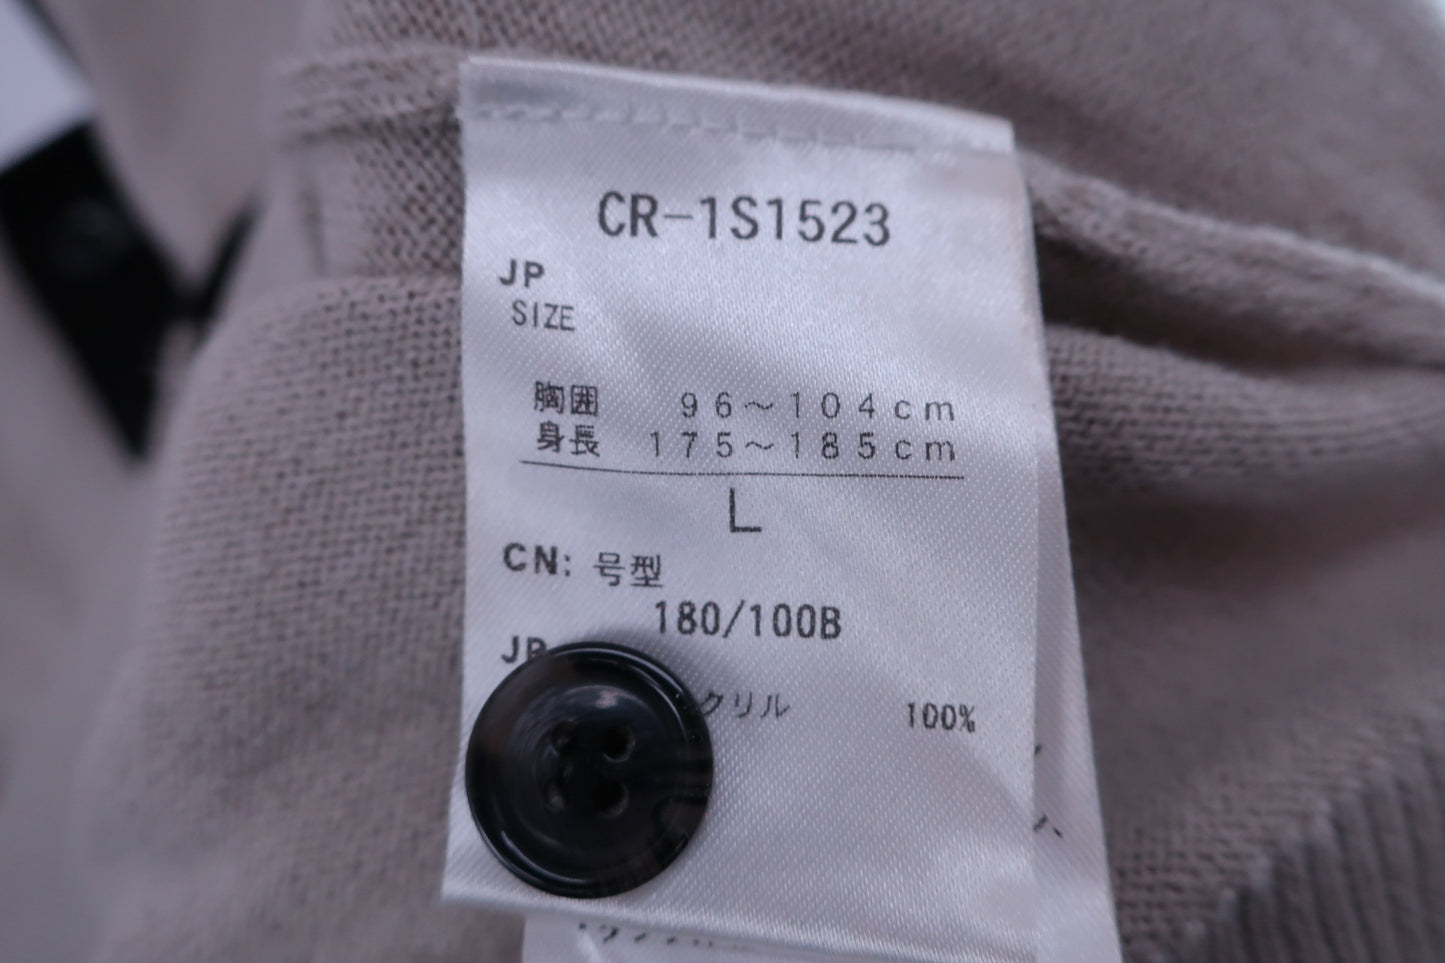 CR-1S1523
JP
SIZE
胸囲 96～104cm
身長 175～185cm
L
CN: 号型
180/100B
JP
クリル 100%